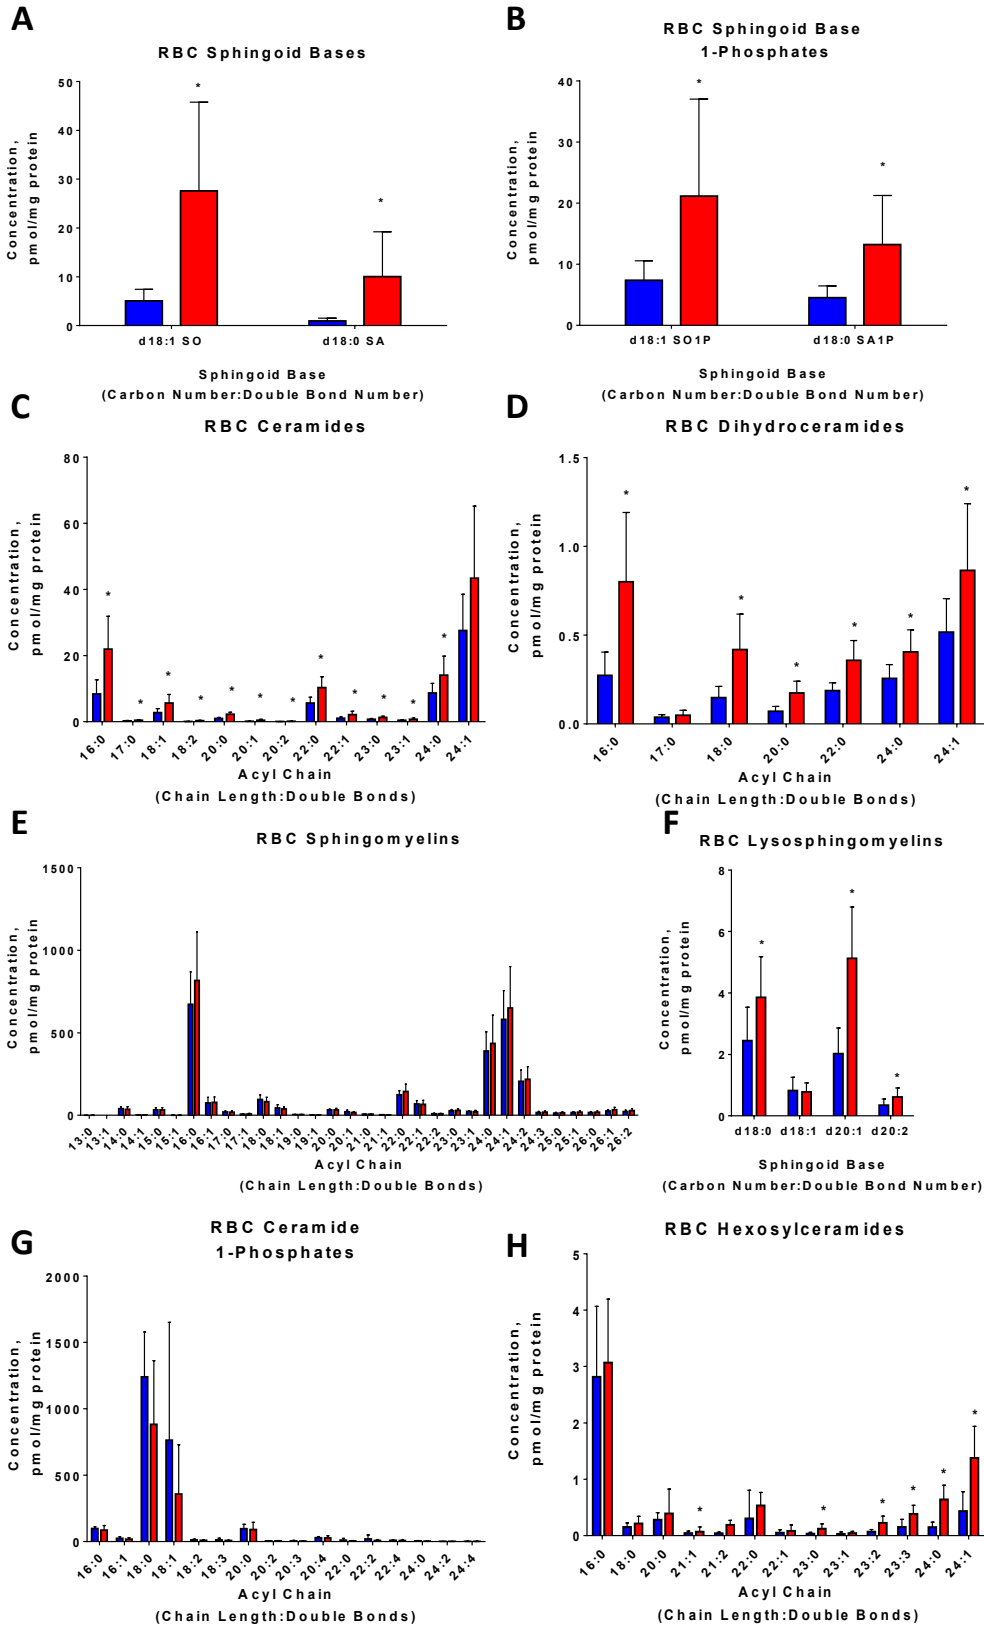 A
RBC Sphingoid Bases
Concentration,
pmol/mg protein
50
40
30
20
10
0
*
*
d18:1 SO
d18:0 SA
Sphingoid Base
(Carbon Number:Double Bond Number)
B
RBC Sphingoid Base
1-Phosphates
Concentration,
pmol/mg protein
40
30
20
10
0
*
*
d18:1 SO1P
d18:0 SA1P
Sphingoid Base
(Carbon Number:Double Bond Number)
C
RBC Ceramides
Concentration,
pmol/mg protein
80
60
40
20
0
* * * * * * * * * * * *
16:0 17:0 18:1 18:2 20:0 20:1 20:2 22:0 22:1 23:0 23:1 24:0 24:1
Acyl Chain
(Chain Length:Double Bonds)
D
RBC Dihydroceramides
Concentration,
pmol/mg protein
1.5
1.0
0.5
0.0
* * * * * *
16:0 17:0 18:0 20:0 22:0 24:0 24:1
Acyl Chain
(Chain Length:Double Bonds)
E
RBC Sphingomyelins
Concentration,
pmol/mg protein
1500
1000
500
0
13:0 13:1 14:0 14:1 15:0 15:1 16:0 16:1 17:0 17:1 18:0 18:1 19:0 19:1 20:0 20:1 21:0 21:1 22:0 22:1 22:2 23:0 23:1 24:0 24:1 24:2 24:3 25:0 25:1 26:0 26:1 26:2
Acyl Chain
(Chain Length:Double Bonds)
F
RBC Lysosphingomyelins
Concentration,
pmol/mg protein
8
6
4
2
0
* * *
d18:0 d18:1 d20:1 d20:2
Sphingoid Base
(Carbon Number:Double Bond Number)
G
RBC Ceramide
1-Phosphates
Concentration,
pmol/mg protein
2000
1500
1000
500
0
16:0 16:1 18:0 18:1 18:2 18:3 20:0 20:2 20:3 20:4 22:0 22:2 22:4 24:0 24:2 24:4
Acyl Chain
(Chain Length:Double Bonds)
H
RBC Hexosylceramides
Concentration,
pmol/mg protein
5
4
3
2
1
0
* * * * * *
16:0 18:0 20:0 21:1 21:2 22:0 22:1 23:0 23:1 23:2 23:3 24:0 24:1
Acyl Chain
(Chain Length:Double Bonds)